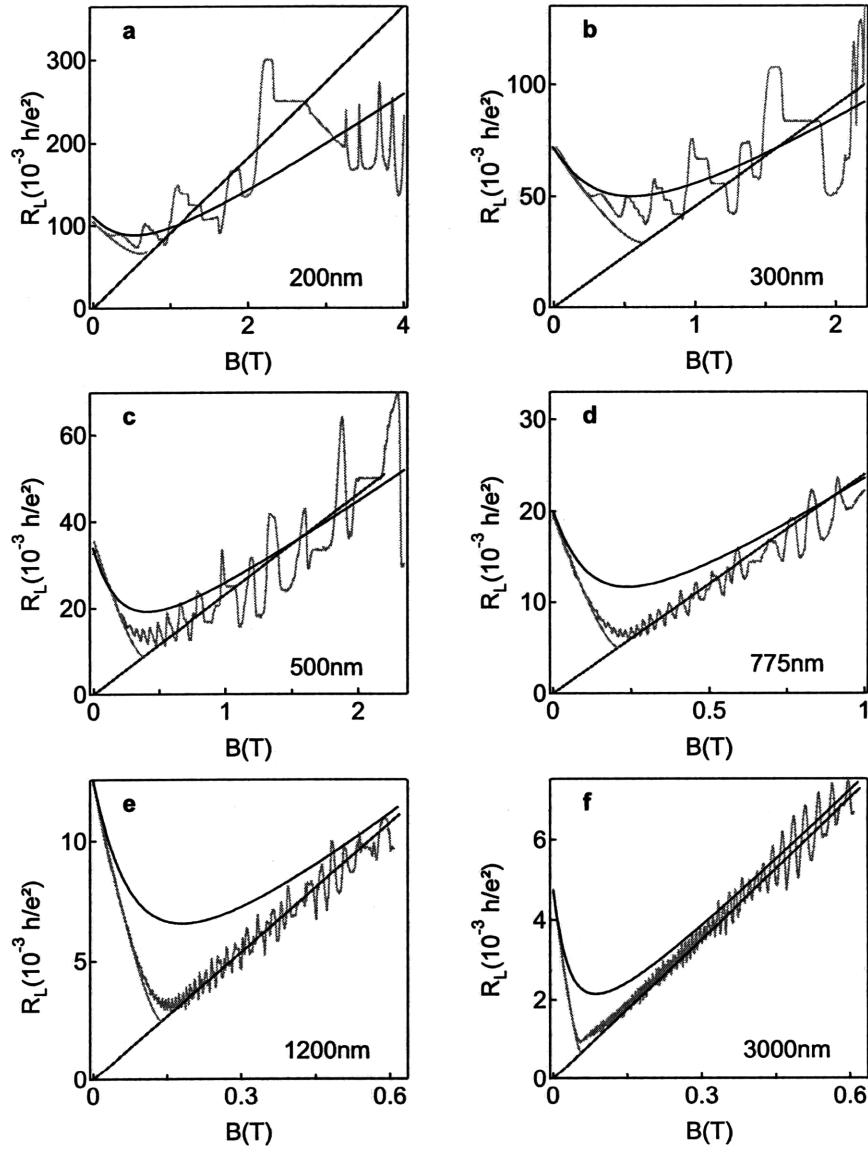 a
300
200
100
0
R_L(10⁻³ h/e²)
0
2
4
B(T)
200nm
b
100
50
0
R_L(10⁻³ h/e²)
0
1
2
B(T)
300nm
c
60
40
20
0
R_L(10⁻³ h/e²)
0
1
2
B(T)
500nm
d
30
20
10
0
R_L(10⁻³ h/e²)
0
0.5
1
B(T)
775nm
e
10
5
0
R_L(10⁻³ h/e²)
0
0.3
0.6
B(T)
1200nm
f
6
4
2
0
R_L(10⁻³ h/e²)
0
0.3
0.6
B(T)
3000nm